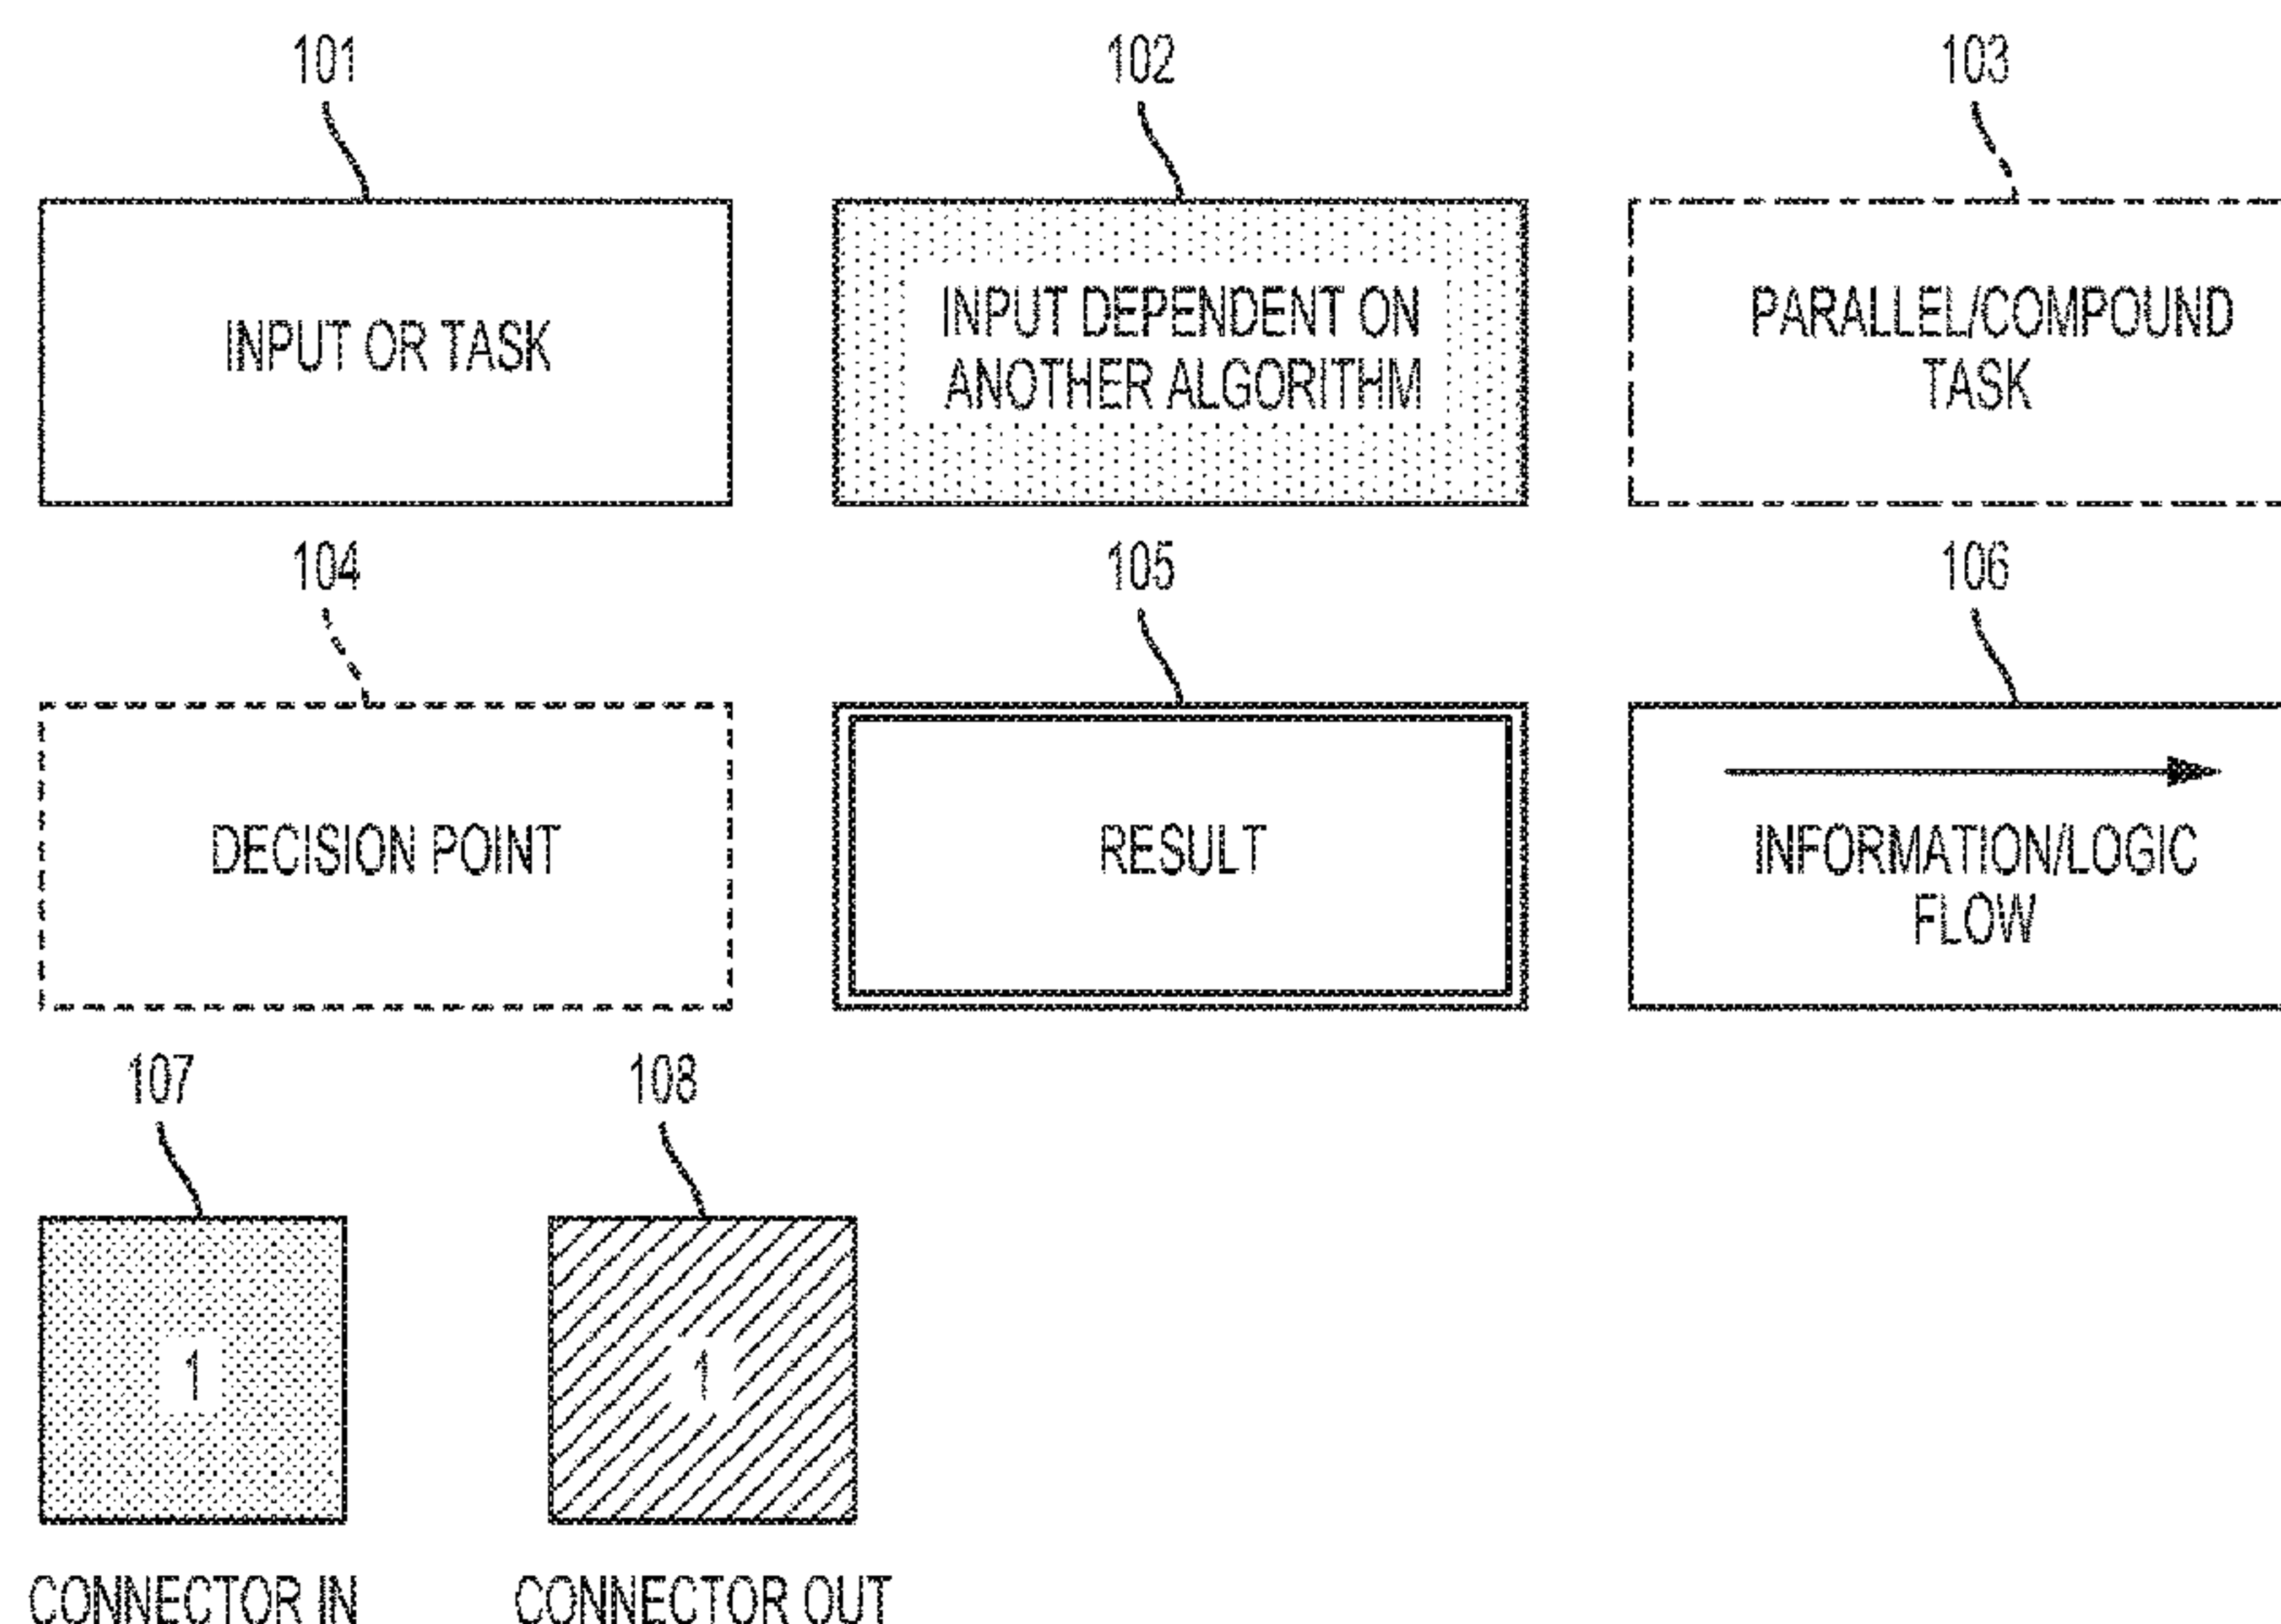 101
102
103
INPUT OR TASK
INPUT DEPENDENT ON
ANOTHER ALGORITHM
PARALLEL/COMPOUND
TASK
104
105
106
DECISION POINT
RESULT
INFORMATION/LOGIC
FLOW
107
108
1
1
CONNECTOR IN
CONNECTOR OUT